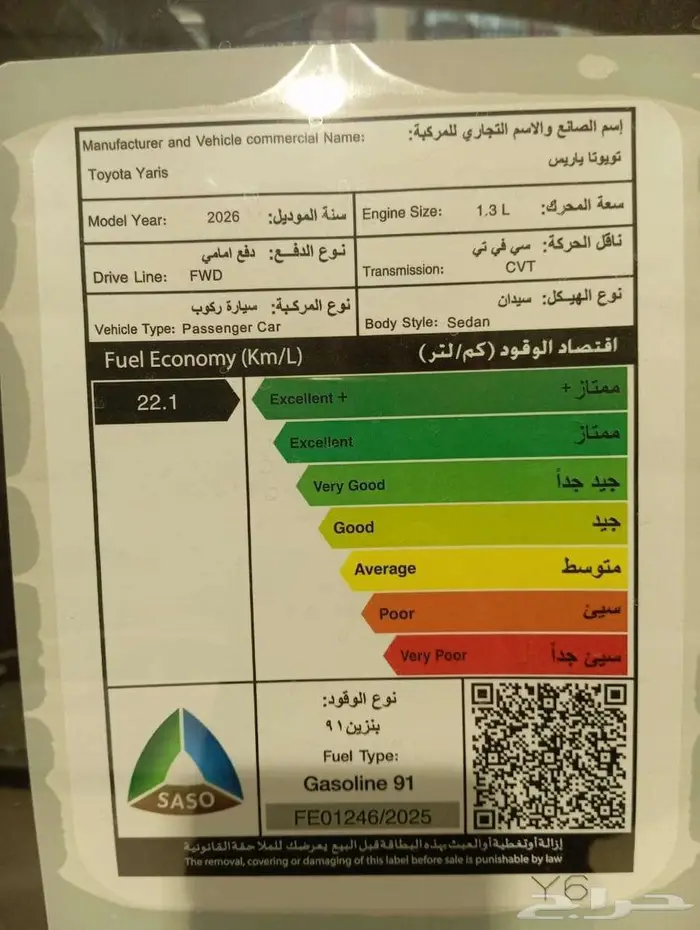 إسم الصانع والاسم التجاري للمركبة:
Manufacturer and Vehicle commercial Name:
تويوتا ياريس
Toyota Yaris
Model Year: 2026 سنة الموديل:
Engine Size: 1.3 L سعة المحرك:
نوع الدفـــع: دفع امامي
Drive Line: FWD
ناقل الحركة: سي في تي
Transmission: CVT
نوع المركبة: سيارة ركوب
Vehicle Type: Passenger Car
نوع الهيكل: سيدان
Body Style: Sedan
Fuel Economy (Km/L) اقتصاد الوقود (كم/لتر)
22.1
Excellent + ممتاز +
Excellent ممتاز
Very Good جيد جداً
Good جيد
Average متوسط
Poor سيئ
Very Poor سيئ جداً
نوع الوقود:
بنزين ٩١
Fuel Type:
Gasoline 91
FE01246/2025
SASO
إزالة أو تغطية أو العبث بهذه البطاقة قبل البيع يعرضك للملاحقة القانونية
The removal, covering or damaging of this label before sale is punishable by law
Y6
حراج